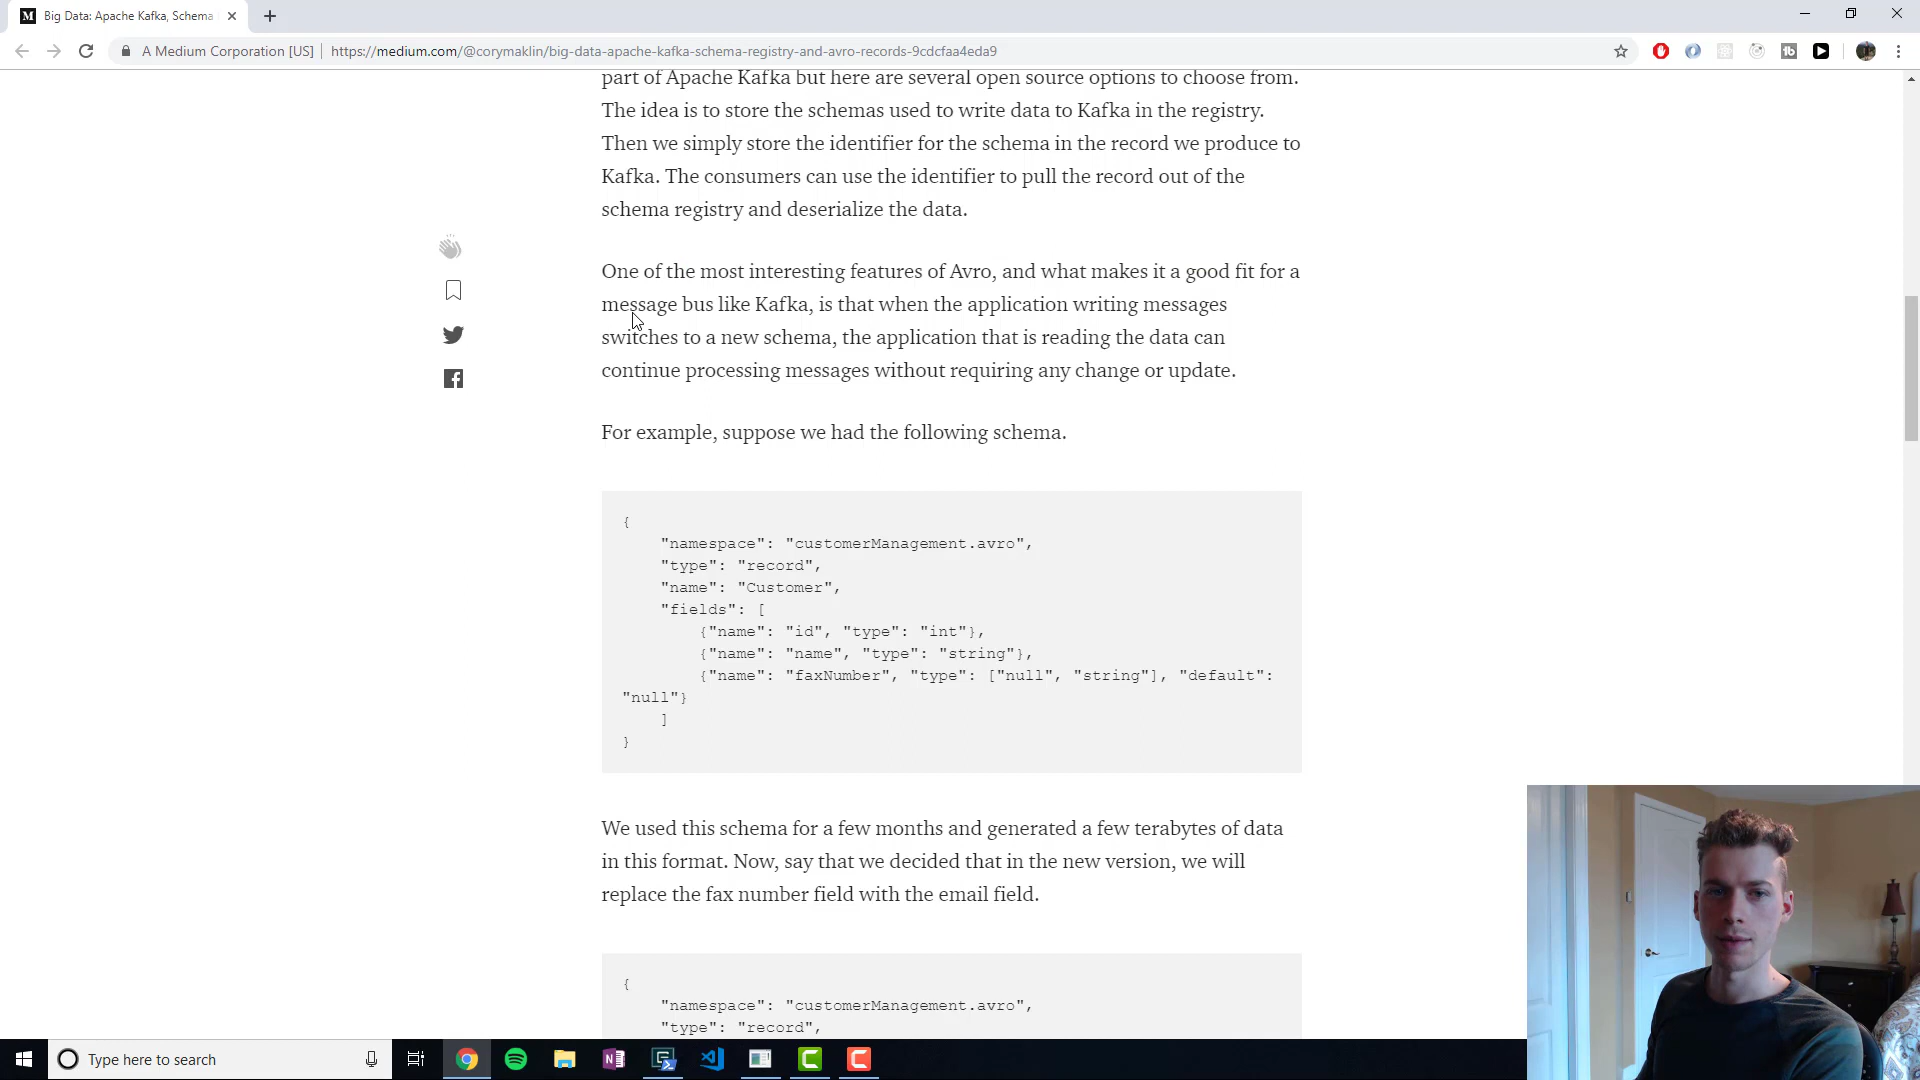 Big Data: Apache Kafka, Schema
A Medium Corporation [US]
https://medium.com/@corymaklin/big-data-apache-kafka-schema-registry-and-avro-records-9cdcfaa4eda9
part of Apache Kafka but here are several open source options to choose from.
The idea is to store the schemas used to write data to Kafka in the registry.
Then we simply store the identifier for the schema in the record we produce to
Kafka. The consumers can use the identifier to pull the record out of the
schema registry and deserialize the data.
One of the most interesting features of Avro, and what makes it a good fit for a
message bus like Kafka, is that when the application writing messages
switches to a new schema, the application that is reading the data can
continue processing messages without requiring any change or update.
For example, suppose we had the following schema.
{
"namespace": "customerManagement.avro",
"type": "record",
"name": "Customer",
"fields": [
{"name": "id", "type": "int"},
{"name": "name", "type": "string"},
{"name": "faxNumber", "type": ["null", "string"], "default":
"null"}
]
}
We used this schema for a few months and generated a few terabytes of data
in this format. Now, say that we decided that in the new version, we will
replace the fax number field with the email field.
{
"namespace": "customerManagement.avro",
"type": "record",
Type here to search